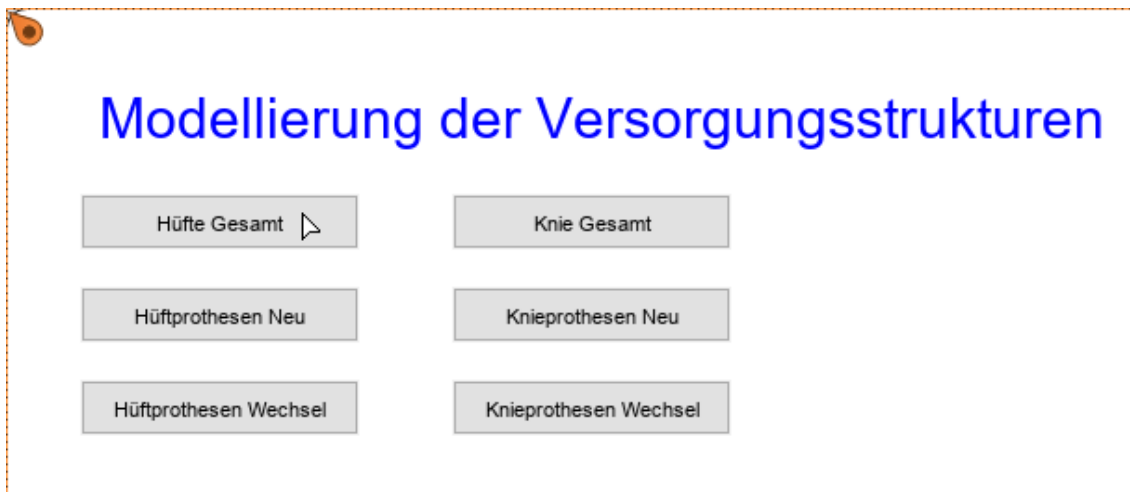 Modellierung der Versorgungsstrukturen
Hüfte Gesamt
Knie Gesamt
Hüftprothesen Neu
Knieprothesen Neu
Hüftprothesen Wechsel
Knieprothesen Wechsel